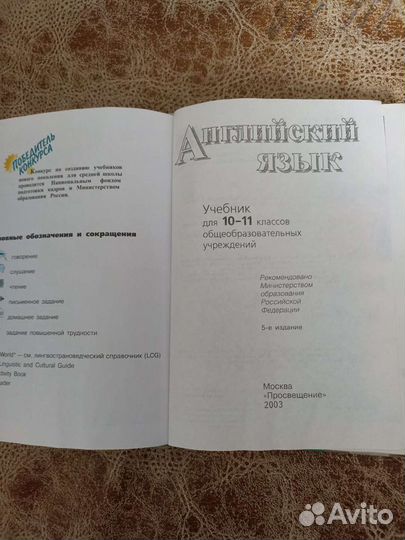 ПОБЕДИТЕЛЬ
КОНКУРСА
Конкурс по созданию учебников
нового поколения для средней школы
проводится Национальным фондом
подготовки кадров и Министерством
образования России.
обозначения и сокращения
говорение
слушание
чтение
письменное задание
домашнее задание
задание повышенной трудности
World" — см. лингвострановедческий справочник (LCG)
Linguistic and Cultural Guide
Book
Английский
язык
Учебник
для 10–11 классов
общеобразовательных
учреждений
Рекомендовано
Министерством
образования
Российской
Федерации
5-е издание
Москва
«Просвещение»
2003
Avito